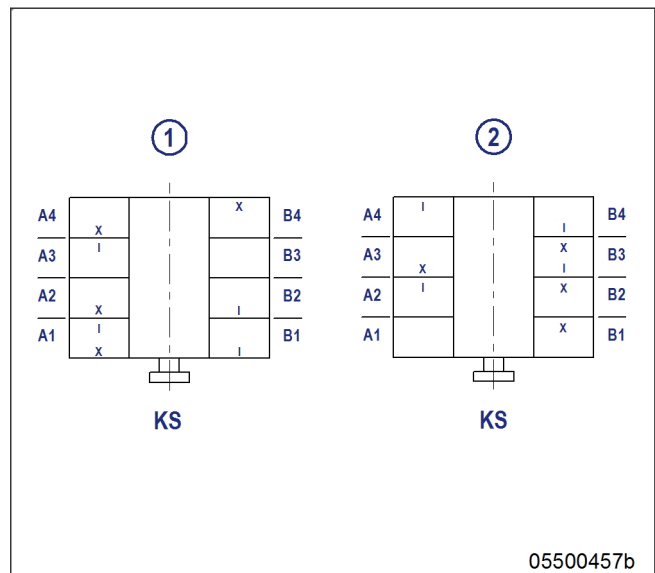 1 2
A4 X B4 A4 I B4
X I
A3 I B3 A3 X B3
X I
A2 B2 A2 I X B2
X I
A1 I B1 A1 X B1
X I
KS KS
05500457b